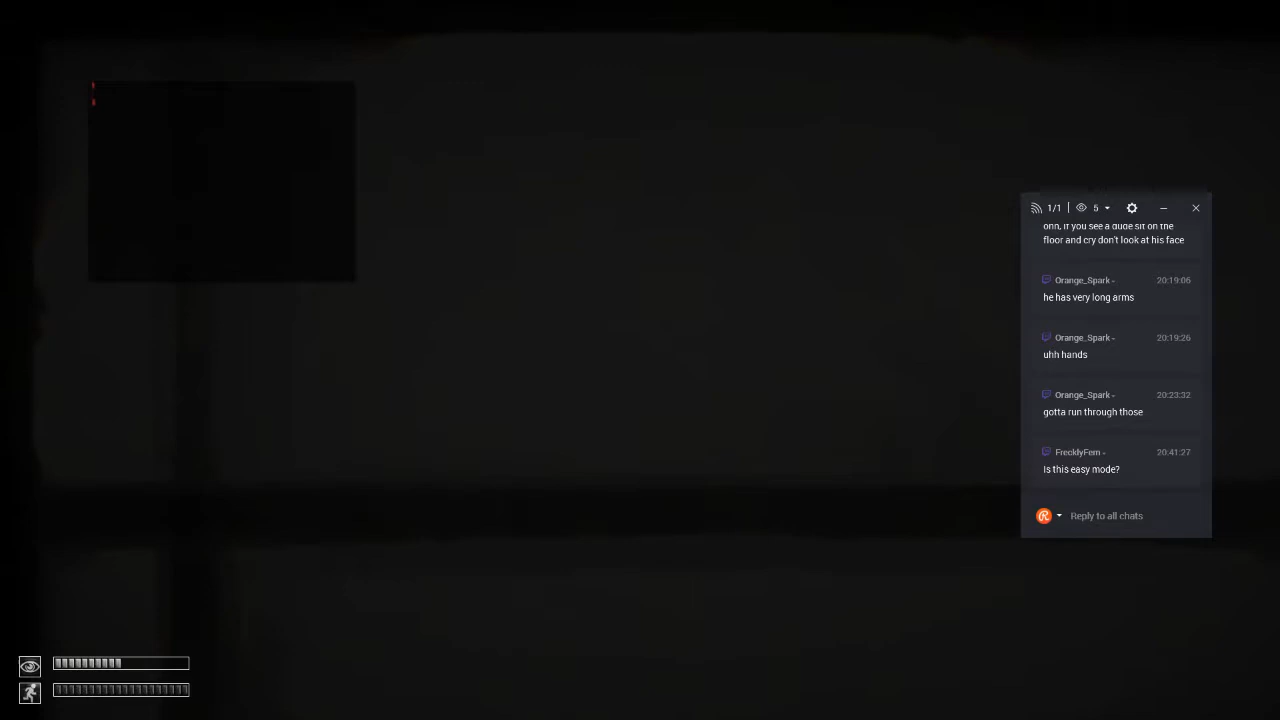 1/1 5
ohh, if you see a dude sit on the
floor and cry don't look at his face
Orange_Spark - 20:19:06
he has very long arms
Orange_Spark - 20:19:26
uhh hands
Orange_Spark - 20:23:32
gotta run through those
FrecklyFem - 20:41:27
Is this easy mode?
Reply to all chats